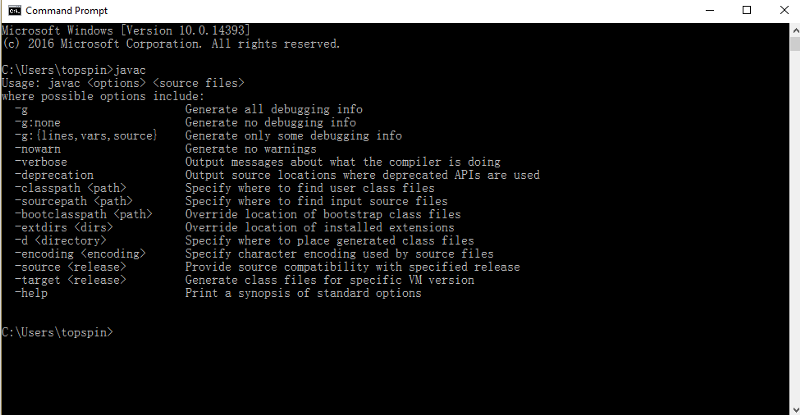 Command Prompt
Microsoft Windows [Version 10.0.14393]
(c) 2016 Microsoft Corporation. All rights reserved.
C:\Users\topspin>javac
Usage: javac <options> <source files>
where possible options include:
-g Generate all debugging info
-g:none Generate no debugging info
-g:{lines,vars,source} Generate only some debugging info
-nowarn Generate no warnings
-verbose Output messages about what the compiler is doing
-deprecation Output source locations where deprecated APIs are used
-classpath <path> Specify where to find user class files
-sourcepath <path> Specify where to find input source files
-bootclasspath <path> Override location of bootstrap class files
-extdirs <dirs> Override location of installed extensions
-d <directory> Specify where to place generated class files
-encoding <encoding> Specify character encoding used by source files
-source <release> Provide source compatibility with specified release
-target <release> Generate class files for specific VM version
-help Print a synopsis of standard options
C:\Users\topspin>